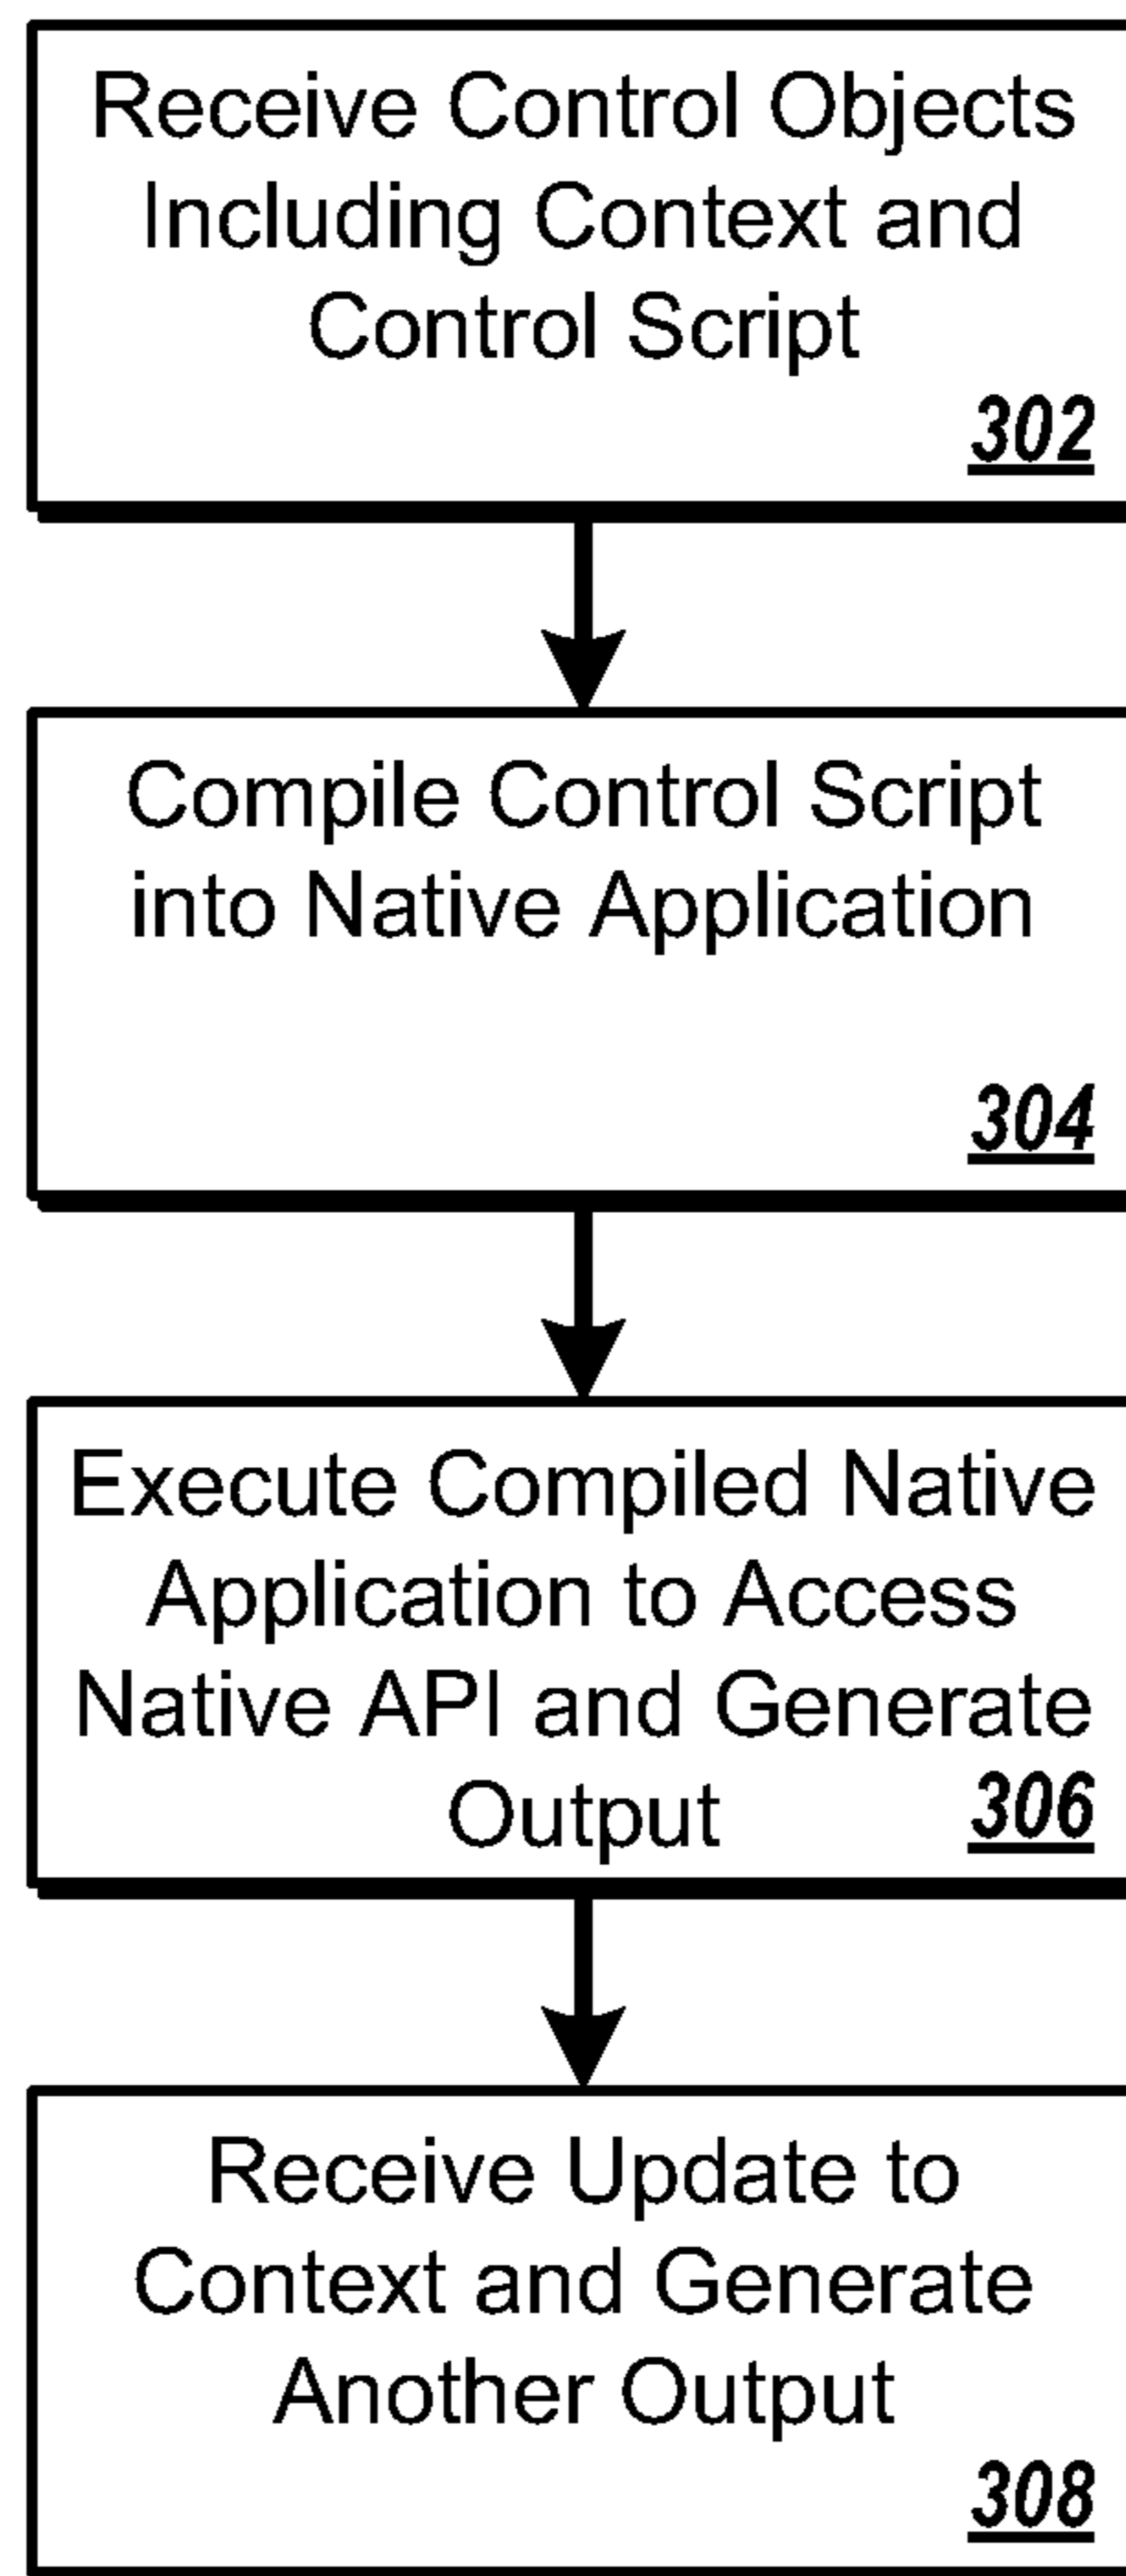 Receive Control Objects
Including Context and
Control Script
302
Compile Control Script
into Native Application
304
Execute Compiled Native
Application to Access
Native API and Generate
Output
306
Receive Update to
Context and Generate
Another Output
308